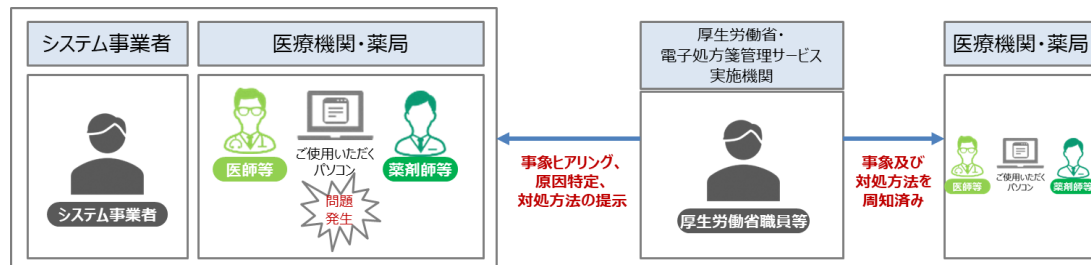 システム事業者
医療機関・薬局
厚生労働省・
電子処方箋管理サービス
実施機関
医療機関・薬局
システム事業者
医師等
ご使用いただく
パソコン
薬剤師等
問題
発生
事象ヒアリング、
原因特定、
対処方法の提示
厚生労働省職員等
事象及び
対処方法を
周知済み
医師等
ご使用いただく
パソコン
薬剤師等